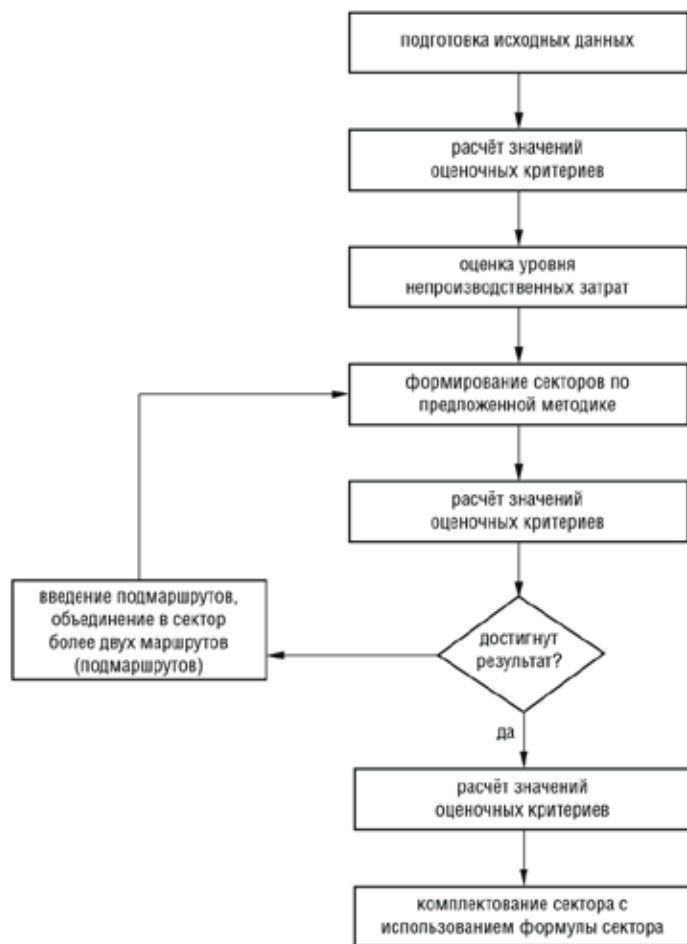 подготовка исходных данных
расчёт значений
оценочных критериев
оценка уровня
непроизводственных затрат
формирование секторов по
предложенной методике
расчёт значений
оценочных критериев
введение подмаршрутов,
объединение в сектор
более двух маршрутов
(подмаршрутов)
достигнут
результат?
да
расчёт значений
оценочных критериев
комплектование сектора с
использованием формулы сектора